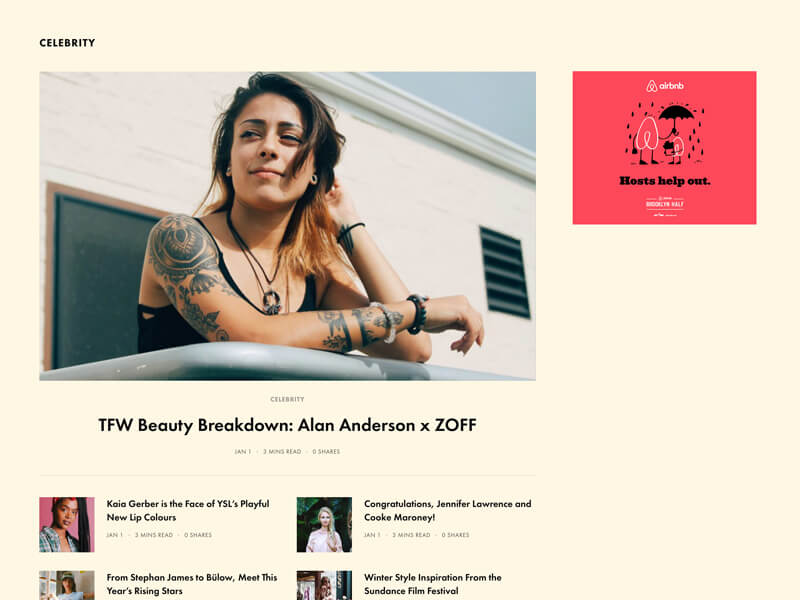 CELEBRITY
airbnb
Hosts help out.
BROOKLYN HALF
CELEBRITY
TFW Beauty Breakdown: Alan Anderson x ZOFF
JAN 1 · 3 MINS READ · 0 SHARES
Kaia Gerber is the Face of YSL's Playful
New Lip Colours
JAN 1 · 3 MINS READ · 0 SHARES
Congratulations, Jennifer Lawrence and
Cooke Maroney!
JAN 1 · 3 MINS READ · 0 SHARES
From Stephan James to Bülow, Meet This
Year's Rising Stars
Winter Style Inspiration From the
Sundance Film Festival